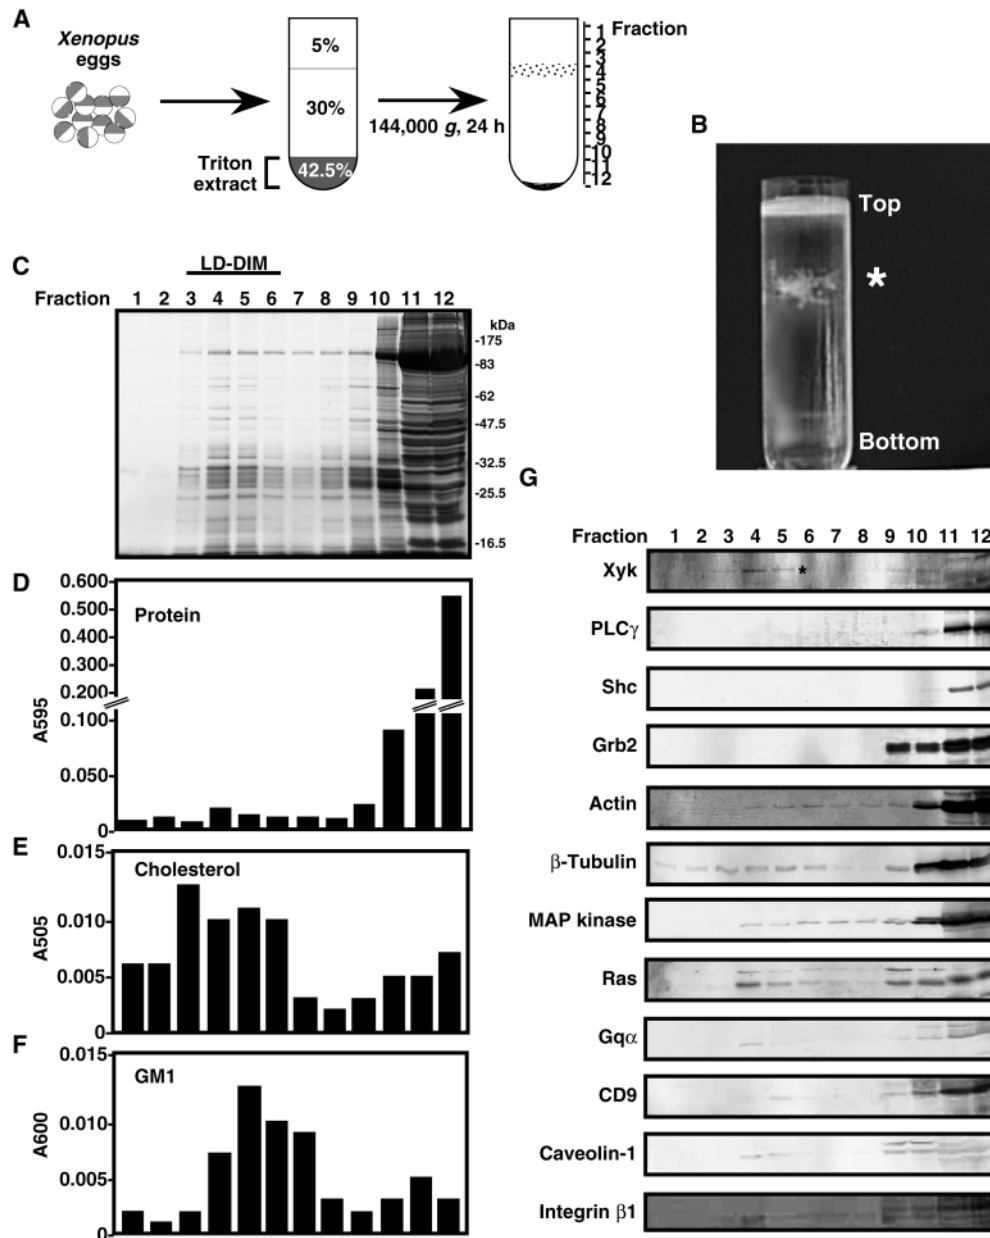 A
Xenopus
eggs
5%
30%
42.5%
Triton
extract
144,000 g, 24 h
Fraction
1
2
3
4
5
6
7
8
9
10
11
12
B
Top
*
Bottom
C
LD-DIM
Fraction 1 2 3 4 5 6 7 8 9 10 11 12
kDa
-175
-83
-62
-47.5
-32.5
-25.5
-16.5
D
Protein
A595
0.600
0.500
0.400
0.300
0.200
0.100
0.050
0
E
Cholesterol
A505
0.015
0.010
0.005
0
F
GM1
A600
0.015
0.010
0.005
0
G
Fraction 1 2 3 4 5 6 7 8 9 10 11 12
Xyk
*
PLCγ
Shc
Grb2
Actin
β-Tubulin
MAP kinase
Ras
Gqα
CD9
Caveolin-1
Integrin β1